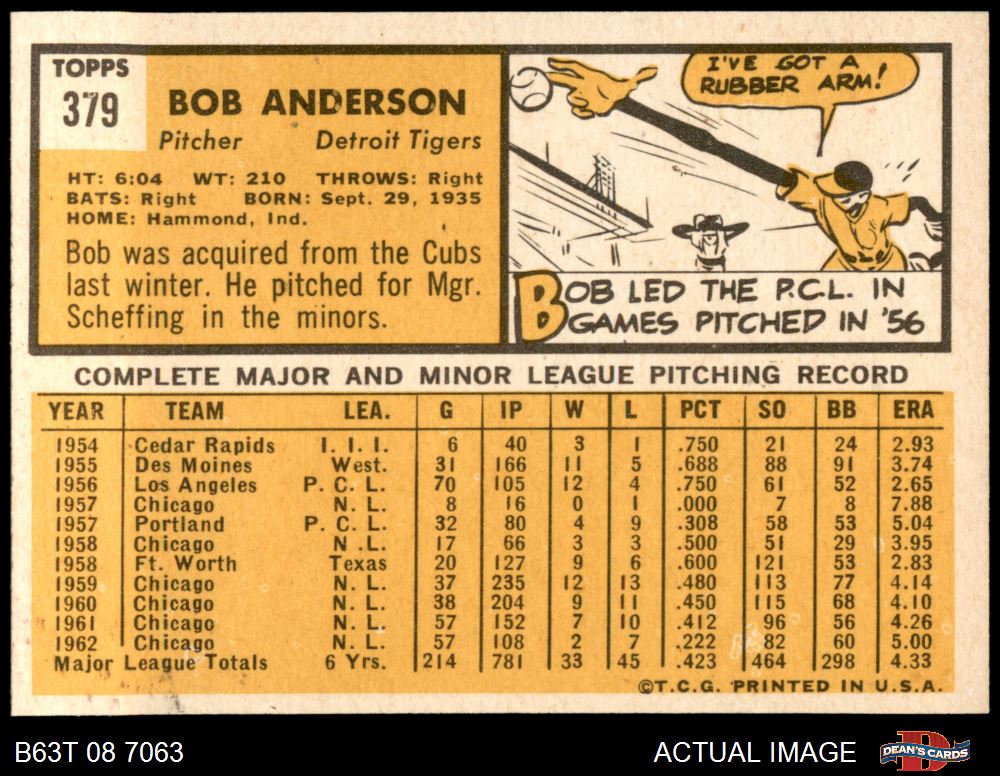 TOPPS
379
BOB ANDERSON
Pitcher Detroit Tigers
HT: 6:04 WT: 210 THROWS: Right
BATS: Right BORN: Sept. 29, 1935
HOME: Hammond, Ind.
Bob was acquired from the Cubs
last winter. He pitched for Mgr.
Scheffing in the minors.
I'VE GOT A
RUBBER ARM!
BOB LED THE P.C.L. IN
GAMES PITCHED IN '56
COMPLETE MAJOR AND MINOR LEAGUE PITCHING RECORD
YEAR TEAM LEA. G IP W L PCT SO BB ERA
1954 Cedar Rapids I. I. I. 6 40 3 1 .750 21 24 2.93
1955 Des Moines West. 31 166 11 5 .688 88 91 3.74
1956 Los Angeles P. C. L. 70 105 12 4 .750 61 52 2.65
1957 Chicago N. L. 8 16 0 1 .000 7 8 7.88
1957 Portland P. C. L. 32 80 4 9 .308 58 53 5.04
1958 Chicago N .L. 17 66 3 3 .500 51 29 3.95
1958 Ft. Worth Texas 20 127 9 6 .600 121 53 2.83
1959 Chicago N. L. 37 235 12 13 .480 113 77 4.14
1960 Chicago N. L. 38 204 9 11 .450 115 68 4.10
1961 Chicago N. L. 57 152 7 10 .412 96 56 4.26
1962 Chicago N. L. 57 108 2 7 .222 82 60 5.00
Major League Totals 6 Yrs. 214 781 33 45 .423 464 298 4.33
©T.C.G. PRINTED IN U.S.A.
B63T 08 7063 ACTUAL IMAGE DEAN'S CARDS